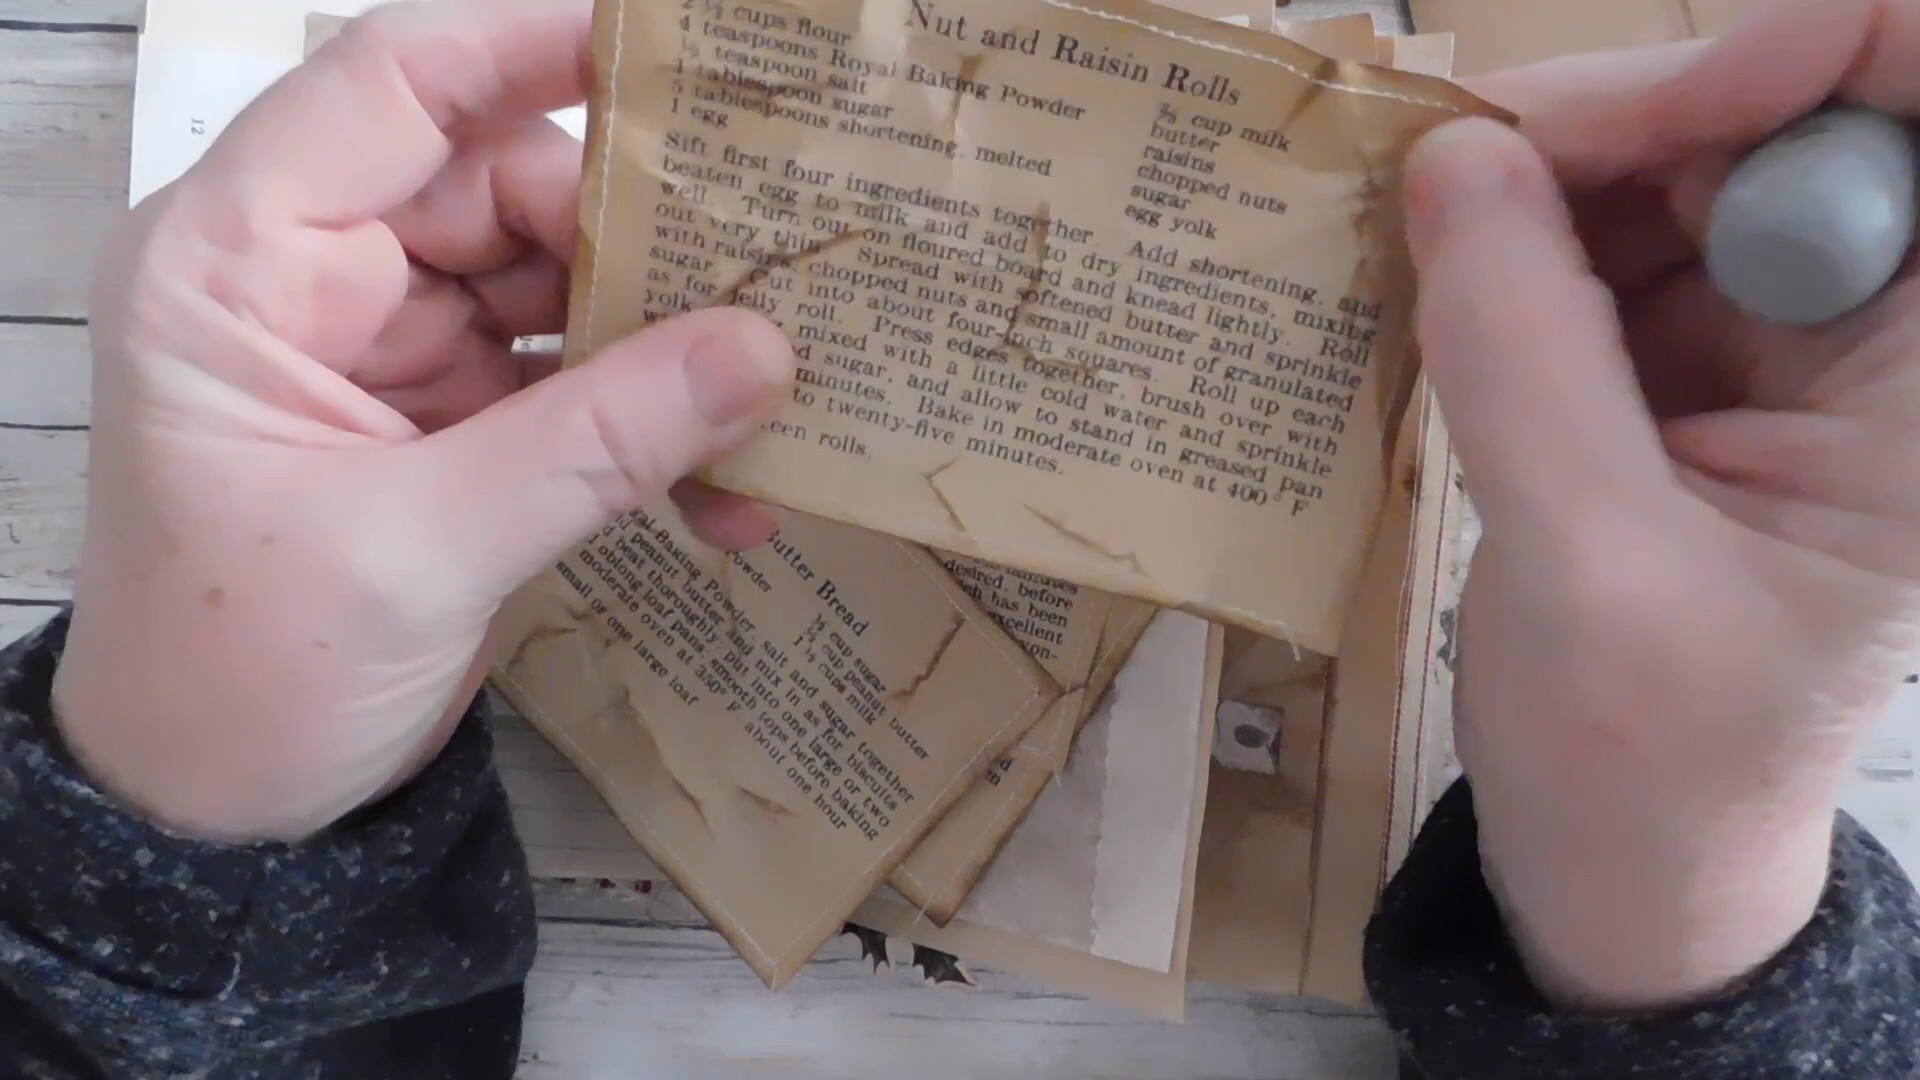 Nut and Raisin Rolls
2 ½ cups flour
4 teaspoons Royal Baking Powder
½ teaspoon salt
1 tablespoon sugar
5 tablespoons shortening, melted
1 egg
⅔ cup milk
butter
raisins
chopped nuts
sugar
egg yolk
Sift first four ingredients together. Add shortening, and
beaten egg to milk and add to dry ingredients, mixing
well. Turn out on floured board and knead lightly. Roll
out very thin. Spread with softened butter and sprinkle
with raisins, chopped nuts and small amount of granulated
sugar. Cut into about four-inch squares. Roll up each
as for jelly roll. Press edges together, brush over with
yolk mixed with a little cold water and sprinkle
sugar, and allow to stand in greased pan
minutes. Bake in moderate oven at 400° F
to twenty-five minutes.
rolls.
Butter Bread
Baking Powder
½ cup sugar
cup peanut butter
1 ½ cups milk
Baking Powder, salt and sugar together
peanut butter and mix in as for biscuits
beat thoroughly; put into one large or two
oblong loaf pans; smooth tops before baking
moderate oven at 350° F. about one hour
small or one large loaf
desired, before
has been
excellent
12